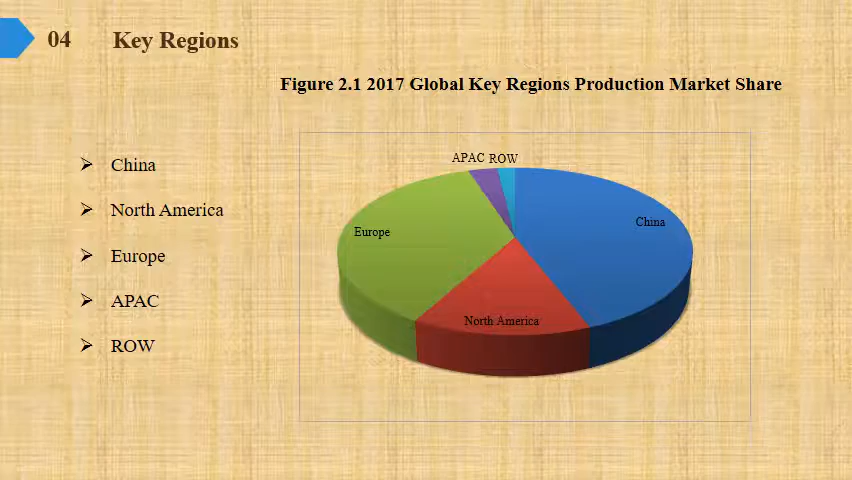 04 Key Regions
Figure 2.1 2017 Global Key Regions Production Market Share
China
North America
Europe
APAC
ROW
APAC ROW
China
Europe
North America